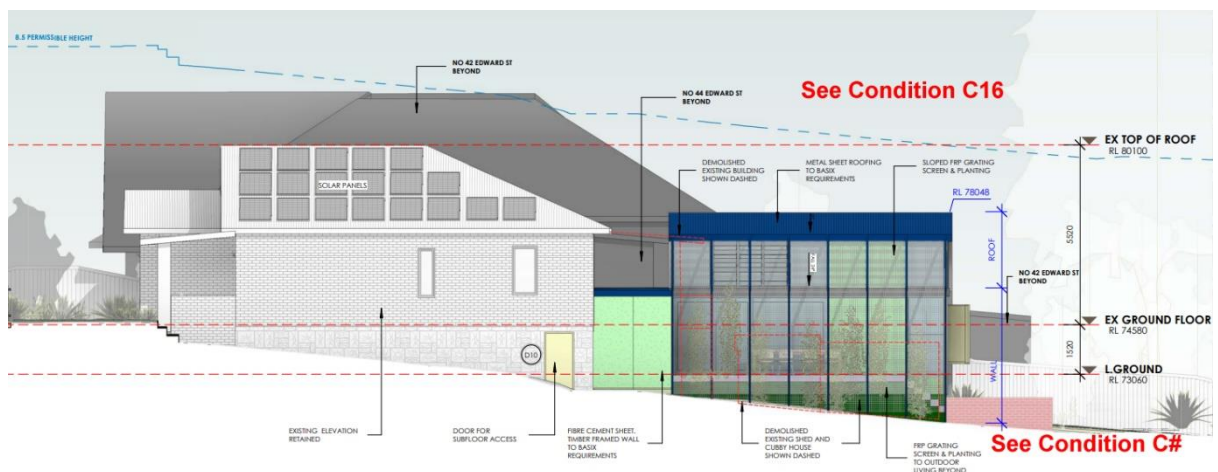 8.5 PERMISSIBLE HEIGHT
NO 42 EDWARD ST
BEYOND
NO 44 EDWARD ST
BEYOND
See Condition C16
EX TOP OF ROOF
RL 80100
DEMOLISHED
EXISTING BUILDING
SHOWN DASHED
METAL SHEET ROOFING
TO BASIX
REQUIREMENTS
SLOPED FRP GRATING
SCREEN & PLANTING
SOLAR PANELS
RL 78048
ROOF
5520
NO 42 EDWARD ST
BEYOND
EX GROUND FLOOR
RL 74580
1520
D10
WALL
L.GROUND
RL 73060
EXISTING ELEVATION
RETAINED
DOOR FOR
SUBFLOOR ACCESS
FIBRE CEMENT SHEET.
TIMBER FRAMED WALL
TO BASIX
REQUIREMENTS
DEMOLISHED
EXISTING SHED AND
CUBBY HOUSE
SHOWN DASHED
FRP GRATING
SCREEN & PLANTING
TO OUTDOOR
LIVING BEYOND
See Condition C#